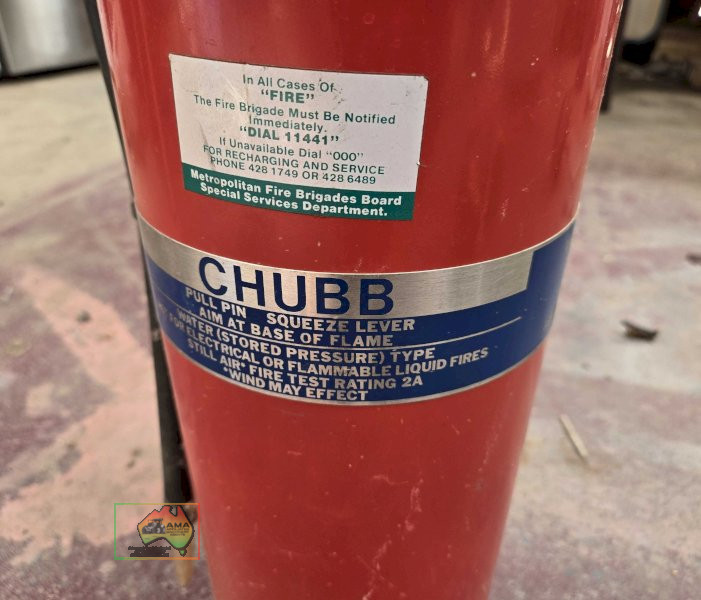 In All Cases Of
"FIRE"
The Fire Brigade Must Be Notified
Immediately.
"DIAL 11441"
If Unavailable Dial "000"
FOR RECHARGING AND SERVICE
PHONE 428 1749 OR 428 6489
Metropolitan Fire Brigades Board
Special Services Department.
CHUBB
PULL PIN SQUEEZE LEVER
AIM AT BASE OF FLAME
WATER (STORED PRESSURE) TYPE
FOR ELECTRICAL OR FLAMMABLE LIQUID FIRES
STILL AIR* FIRE TEST RATING 2A
*WIND MAY EFFECT
AMA